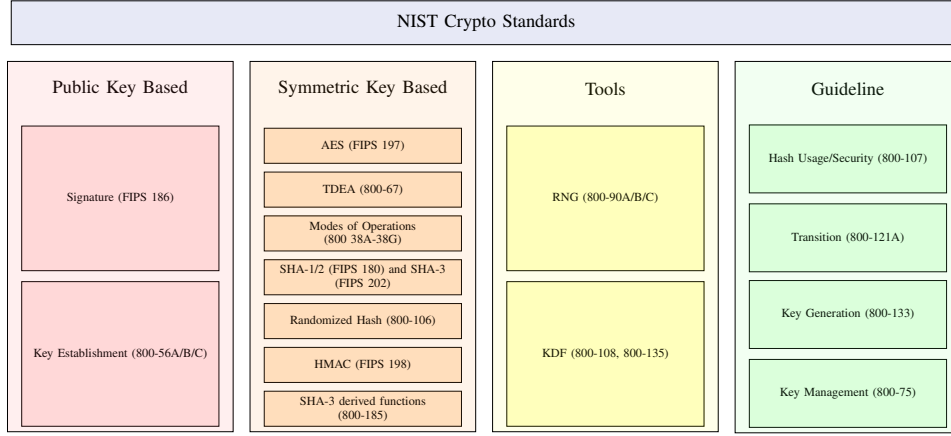 NIST Crypto Standards
Public Key Based
Signature (FIPS 186)
Key Establishment (800-56A/B/C)
Symmetric Key Based
AES (FIPS 197)
TDEA (800-67)
Modes of Operations
(800 38A-38G)
SHA-1/2 (FIPS 180) and SHA-3
(FIPS 202)
Randomized Hash (800-106)
HMAC (FIPS 198)
SHA-3 derived functions
(800-185)
Tools
RNG (800-90A/B/C)
KDF (800-108, 800-135)
Guideline
Hash Usage/Security (800-107)
Transition (800-121A)
Key Generation (800-133)
Key Management (800-75)